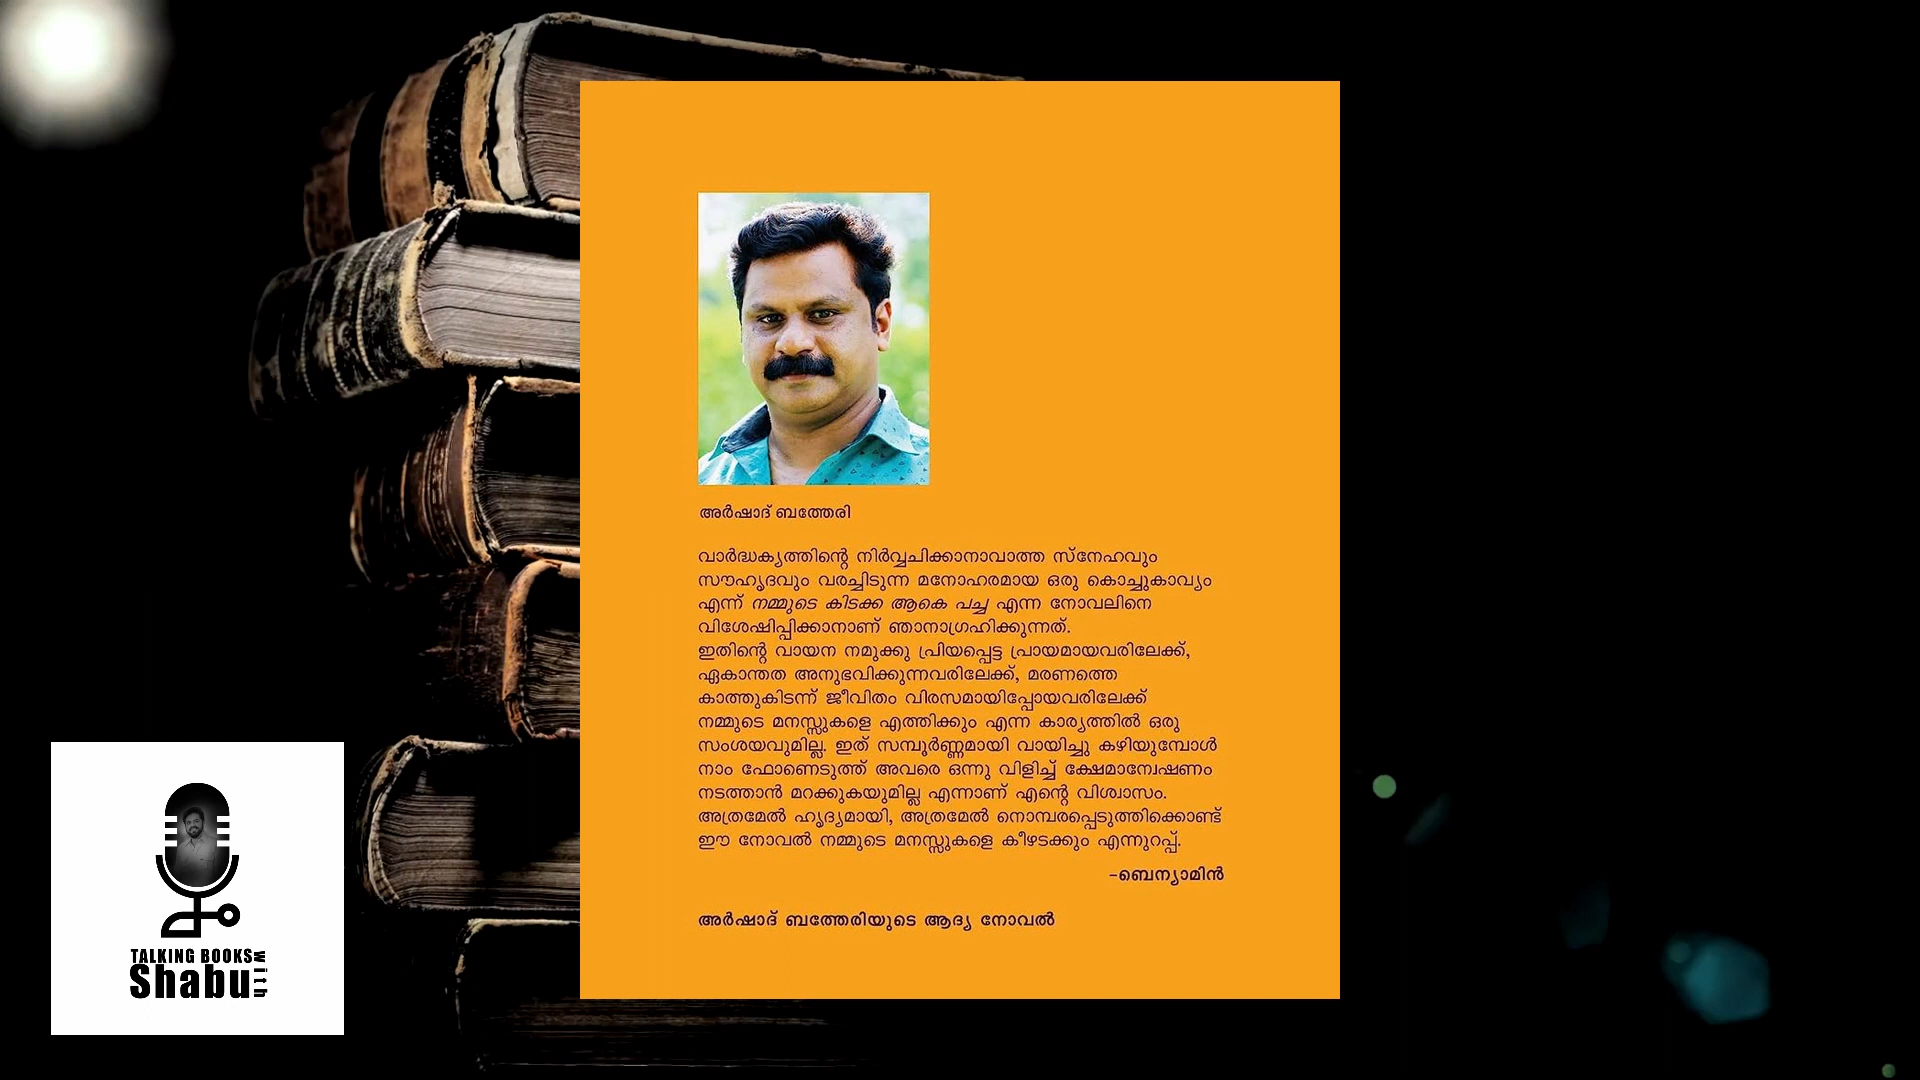 അർഷാദ് ബത്തേരി
വാർദ്ധക്യത്തിന്റെ നിർവ്വചിക്കാനാവാത്ത സ്നേഹവും
സൗഹൃദവും വരച്ചിടുന്ന മനോഹരമായ ഒരു കൊച്ചുകാവ്യം
എന്ന് നമ്മുടെ കിടക്ക ആകെ പച്ച എന്ന നോവലിനെ
വിശേഷിപ്പിക്കാനാണ് ഞാനാഗ്രഹിക്കുന്നത്.
ഇതിന്റെ വായന നമുക്കു പ്രിയപ്പെട്ട പ്രായമായവരിലേക്ക്,
ഏകാന്തത അനുഭവിക്കുന്നവരിലേക്ക്, മരണത്തെ
കാത്തുകിടന്ന് ജീവിതം വിരസമായിപ്പോയവരിലേക്ക്
നമ്മുടെ മനസ്സുകളെ എത്തിക്കും എന്ന കാര്യത്തിൽ ഒരു
സംശയവുമില്ല. ഇത് സമ്പൂർണ്ണമായി വായിച്ചു കഴിയുമ്പോൾ
നാം ഫോണെടുത്ത് അവരെ ഒന്നു വിളിച്ച് ക്ഷേമാന്വേഷണം
നടത്താൻ മറക്കുകയുമില്ല എന്നാണ് എന്റെ വിശ്വാസം.
അത്രമേൽ ഹൃദ്യമായി, അത്രമേൽ നൊമ്പരപ്പെടുത്തിക്കൊണ്ട്
ഈ നോവൽ നമ്മുടെ മനസ്സുകളെ കീഴടക്കും എന്നുറപ്പ്.
-ബെന്യാമിൻ
അർഷാദ് ബത്തേരിയുടെ ആദ്യ നോവൽ
TALKING BOOKS
with
Shabu